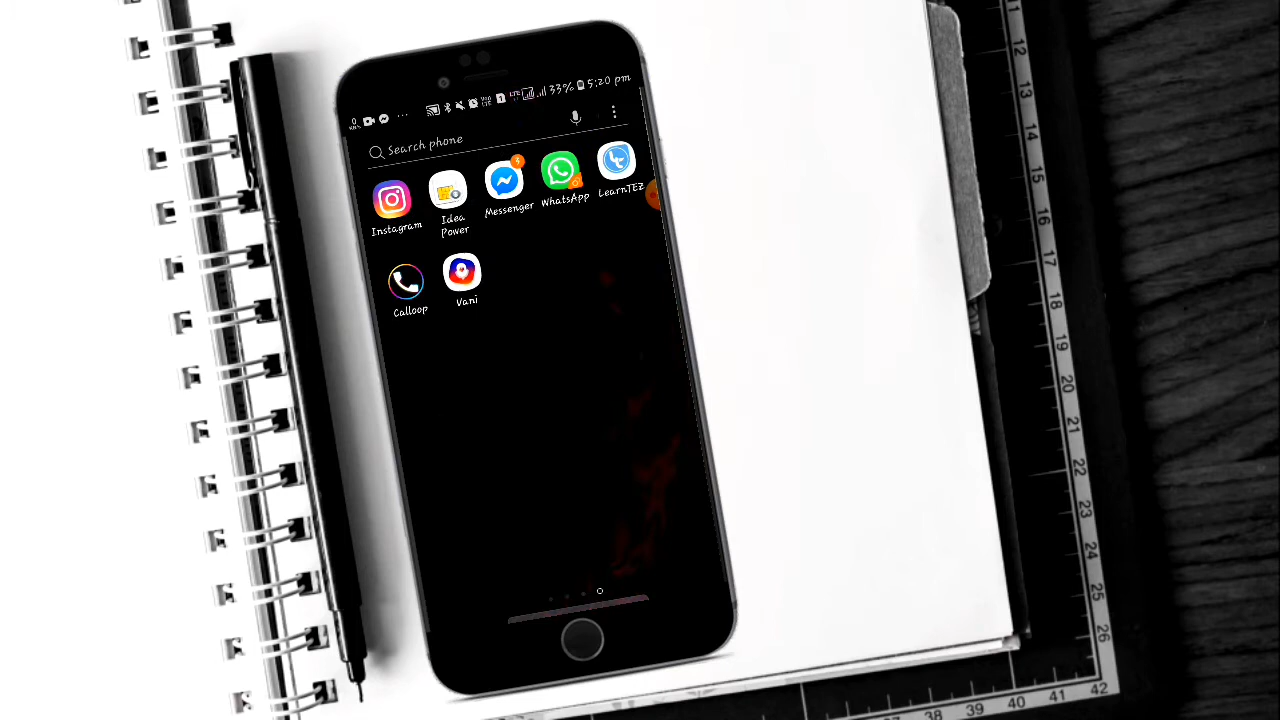 33% 5:20 pm
Search phone
Instagram
Idea
Power
Messenger
WhatsApp
LearnTEZ
Calloop
Vani
11
12
13
14
15
16
17
18
19
20
21
22
23
24
25
26
38
39
40
41
42